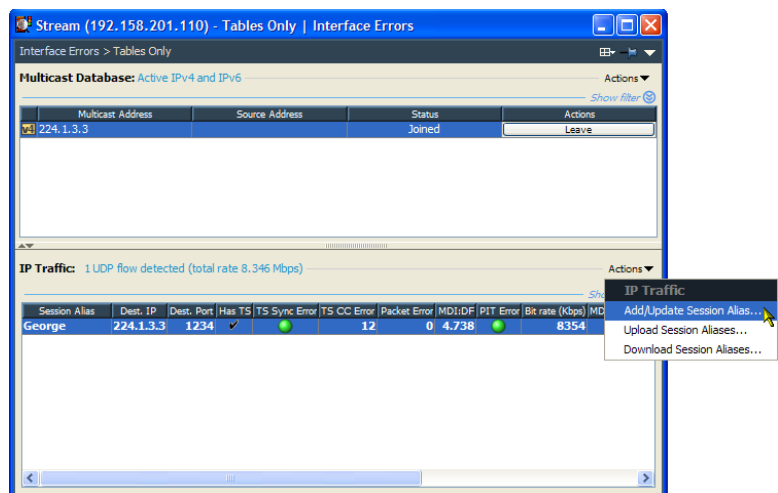 Stream (192.158.201.110) - Tables Only | Interface Errors
Interface Errors > Tables Only
Multicast Database: Active IPv4 and IPv6
Actions
Show filter
Multicast Address Source Address Status Actions
v4 224.1.3.3 Joined Leave
IP Traffic: 1 UDP flow detected (total rate 8.346 Mbps)
Actions
IP Traffic
Add/Update Session Alias...
Upload Session Aliases...
Download Session Aliases...
Session Alias Dest. IP Dest. Port Has TS TS Sync Error TS CC Error Packet Error MDI:DF PIT Error Bit rate (Kbps)
George 224.1.3.3 1234 ✔ 12 0 4.738 8354